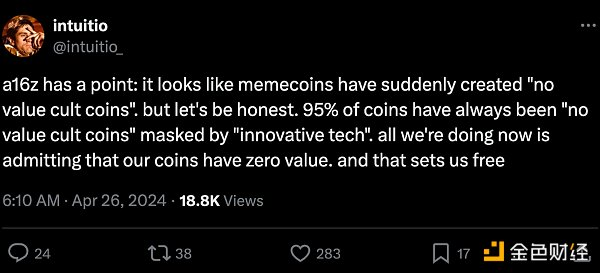 intuitio
@intuitio_
a16z has a point: it looks like memecoins have suddenly created "no
value cult coins". but let's be honest. 95% of coins have always been "no
value cult coins" masked by "innovative tech". all we're doing now is
admitting that our coins have zero value. and that sets us free
6:10 AM · Apr 26, 2024 · 18.8K Views
24 38 283 17 金色财经